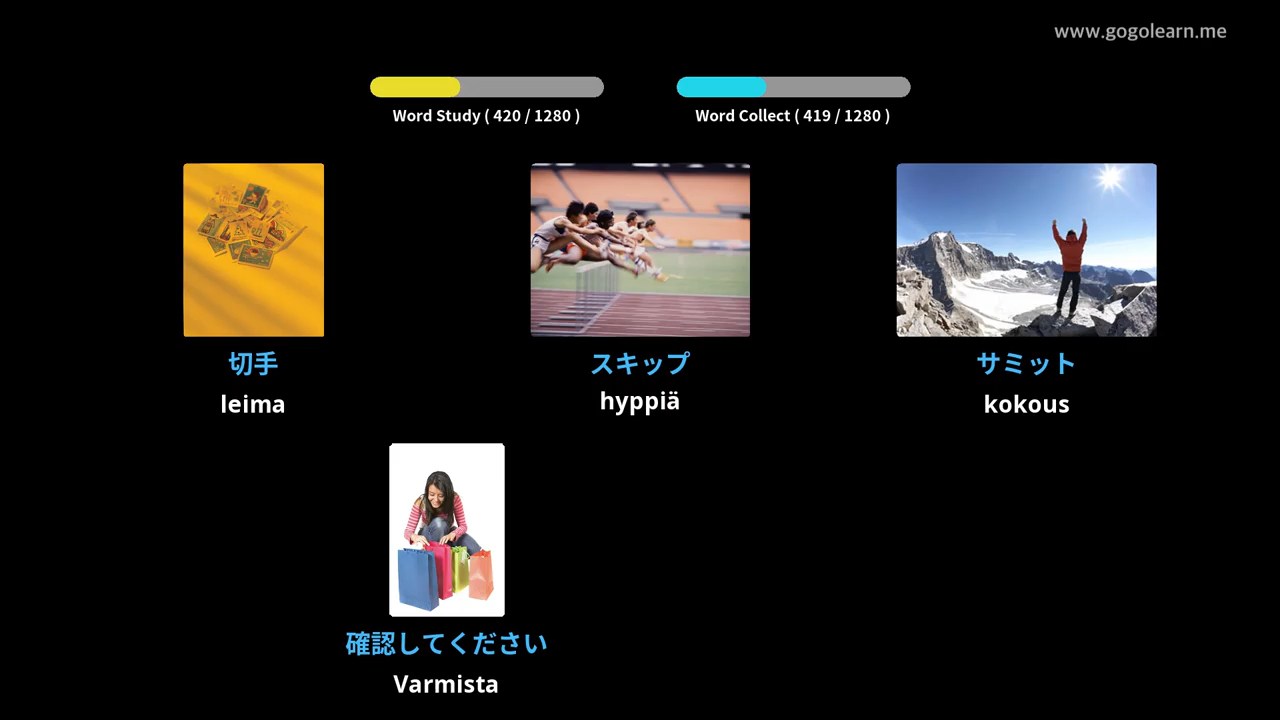 www.gogolearn.me
Word Study ( 420 / 1280 )
Word Collect ( 419 / 1280 )
切手
leima
スキップ
hyppiä
サミット
kokous
確認してください
Varmista